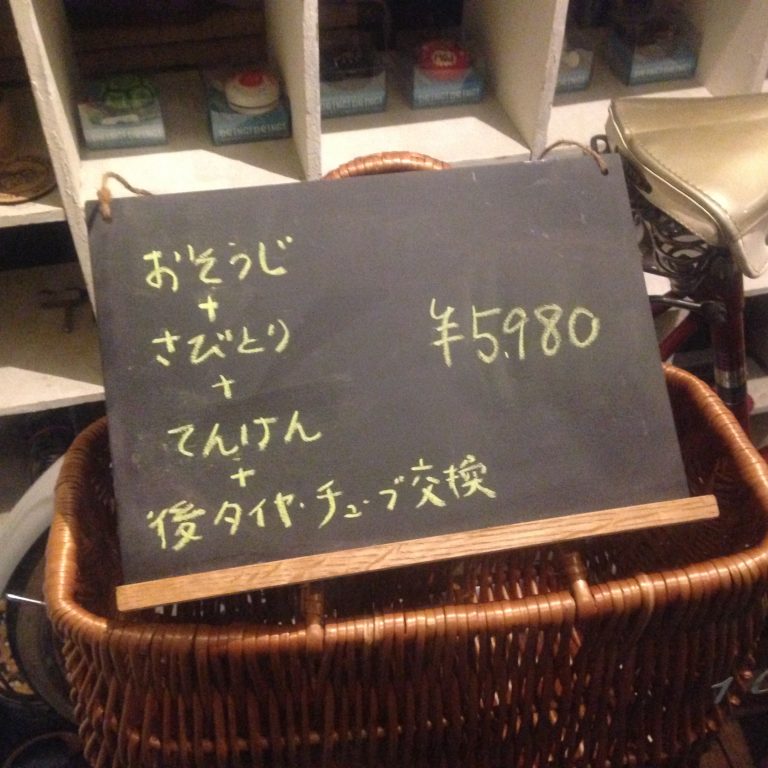 おそうじ
+
さびとり
+
てんけん
+
後タイヤ・チューブ交換
¥5,980